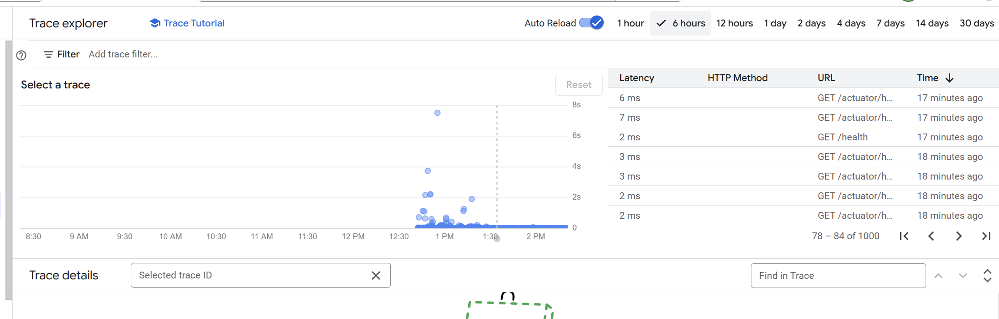 Trace explorer Trace Tutorial Auto Reload 1 hour 6 hours 12 hours 1 day 2 days 4 days 7 days 14 days 30 days
Filter Add trace filter...
Select a trace
Reset
8s
6s
4s
2s
0
8:30 9 AM 9:30 10 AM 10:30 11 AM 11:30 12 PM 12:30 1 PM 1:30 2 PM
Latency HTTP Method URL Time
6 ms GET /actuator/h... 17 minutes ago
7 ms GET /actuator/h... 17 minutes ago
2 ms GET /health 17 minutes ago
3 ms GET /actuator/h... 18 minutes ago
3 ms GET /actuator/h... 18 minutes ago
2 ms GET /actuator/h... 18 minutes ago
2 ms GET /actuator/h... 18 minutes ago
78 – 84 of 1000
Trace details Selected trace ID Find in Trace